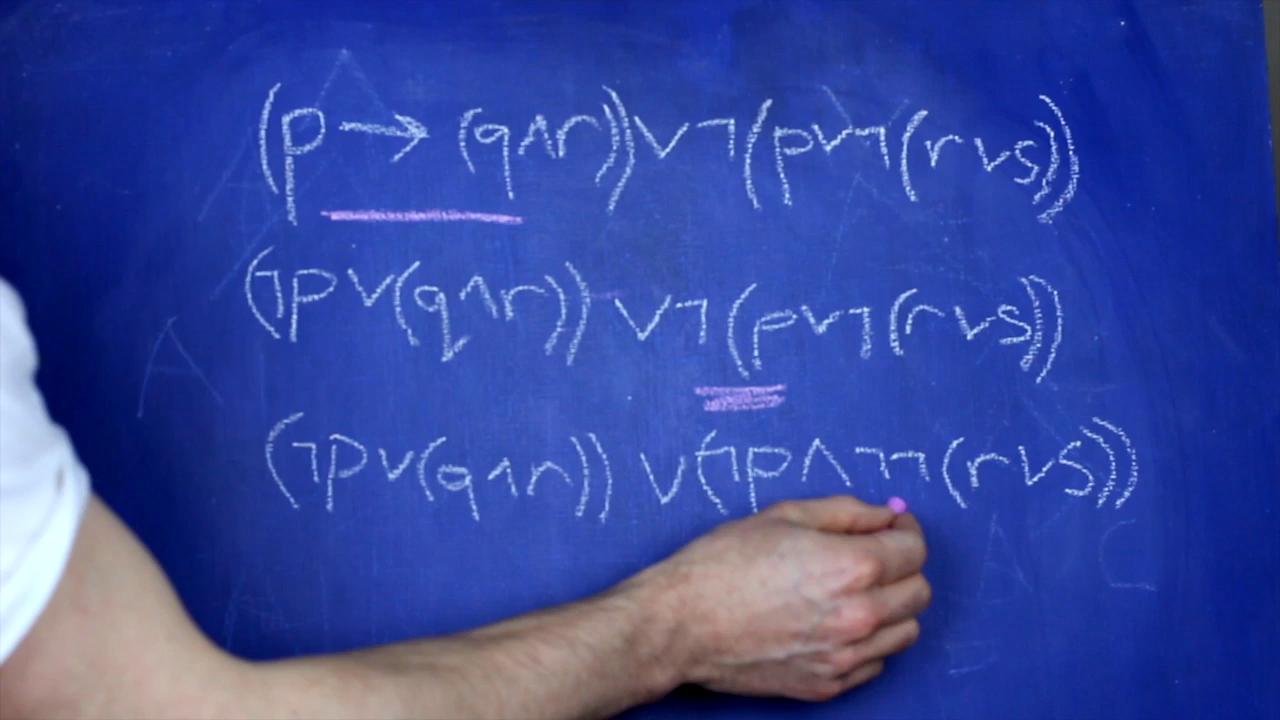 (p → (q∧r))∨¬(p∨¬(r∨s))
(¬p∨(q∧r))∨¬(p∨¬(r∨s))
(¬p∨(q∧r))∨(¬p∧¬¬(r∨s))